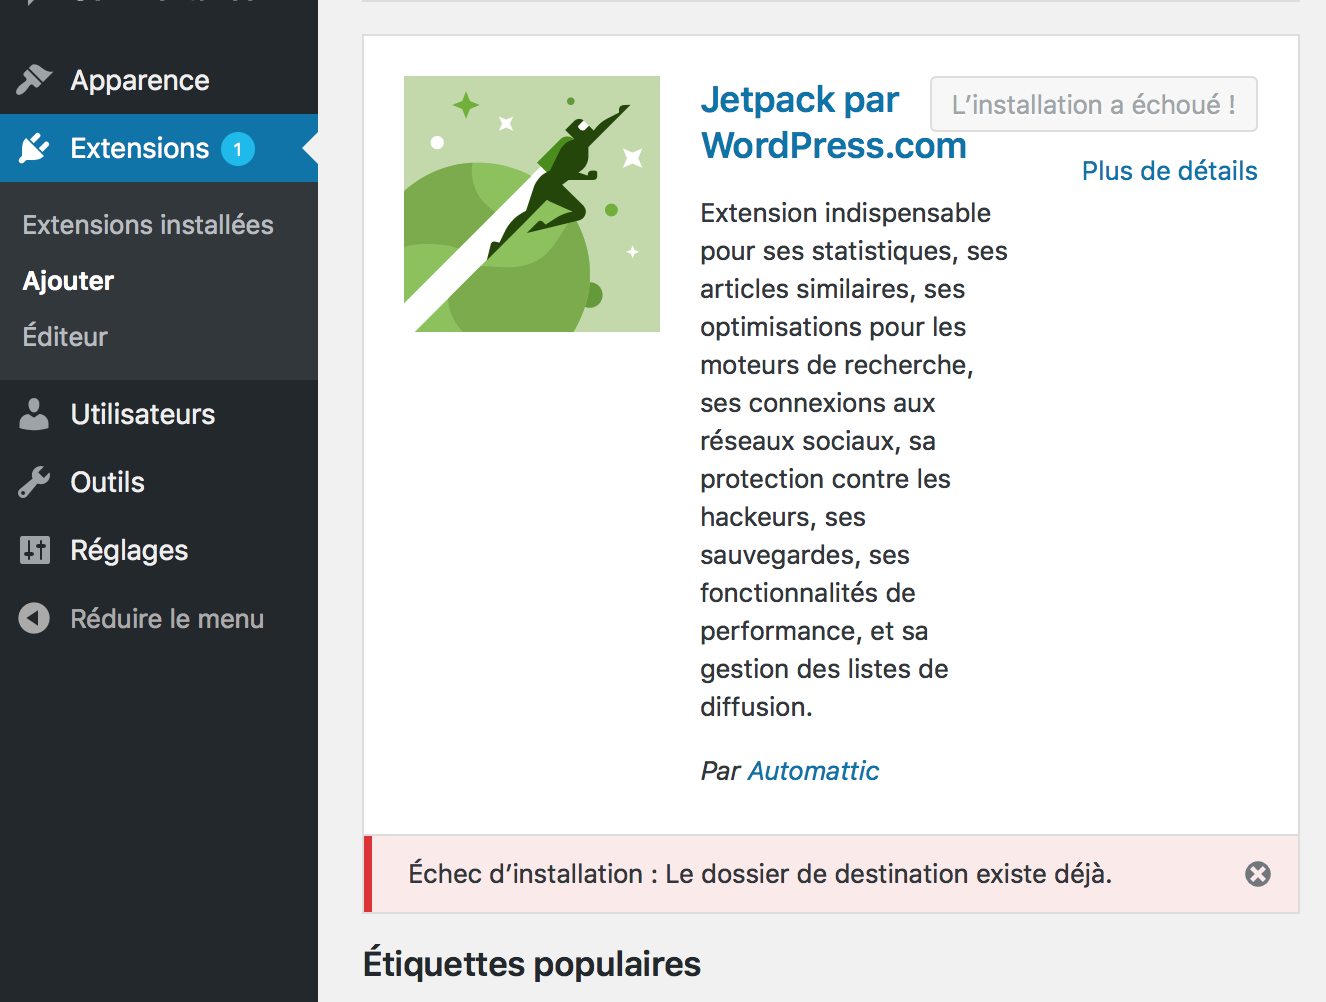 Apparence
Extensions 1
Extensions installées
Ajouter
Éditeur
Utilisateurs
Outils
Réglages
Réduire le menu
Jetpack par
WordPress.com
L’installation a échoué !
Plus de détails
Extension indispensable
pour ses statistiques, ses
articles similaires, ses
optimisations pour les
moteurs de recherche,
ses connexions aux
réseaux sociaux, sa
protection contre les
hackeurs, ses
sauvegardes, ses
fonctionnalités de
performance, et sa
gestion des listes de
diffusion.
Par Automattic
Échec d’installation : Le dossier de destination existe déjà.
Étiquettes populaires